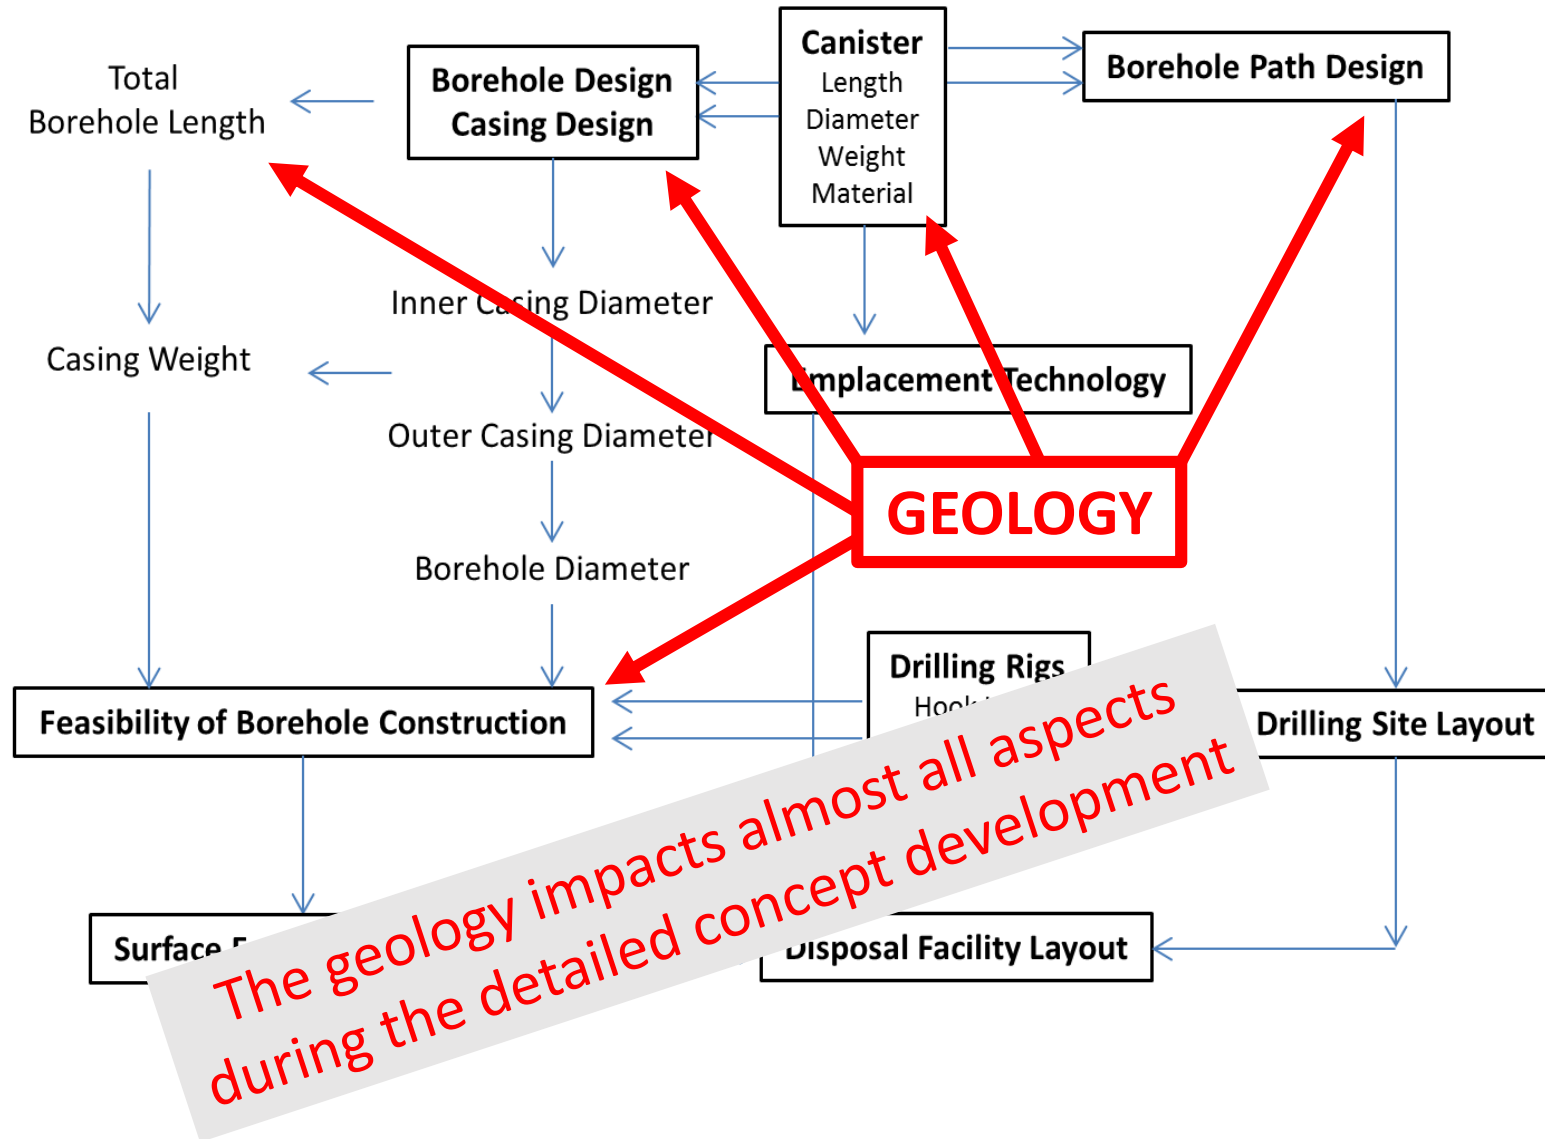 Total
Borehole Length
Borehole Design
Casing Design
Canister
Length
Diameter
Weight
Material
Borehole Path Design
Inner Casing Diameter
Casing Weight
Emplacement Technology
Outer Casing Diameter
GEOLOGY
Borehole Diameter
Drilling Rigs
Hook
Feasibility of Borehole Construction
Drilling Site Layout
Surface
Disposal Facility Layout
The geology impacts almost all aspects
during the detailed concept development